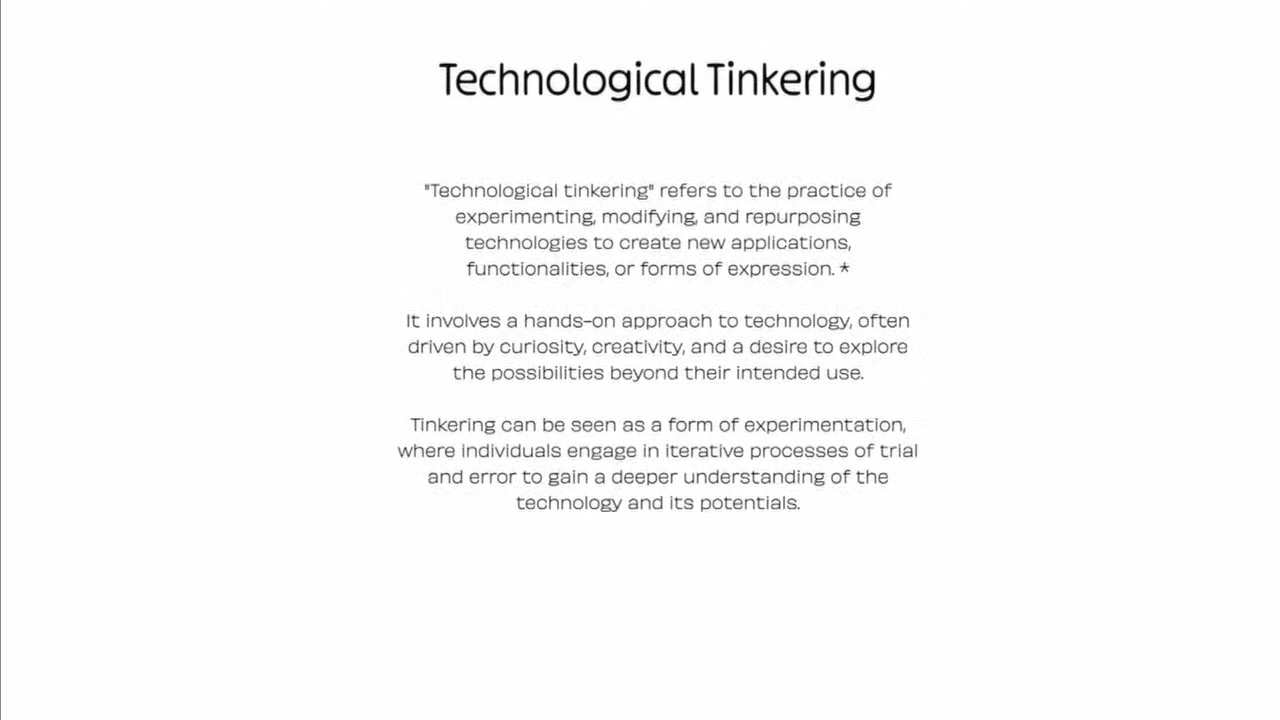 Technological Tinkering
"Technological tinkering" refers to the practice of
experimenting, modifying, and repurposing
technologies to create new applications,
functionalities, or forms of expression. *
It involves a hands-on approach to technology, often
driven by curiosity, creativity, and a desire to explore
the possibilities beyond their intended use.
Tinkering can be seen as a form of experimentation,
where individuals engage in iterative processes of trial
and error to gain a deeper understanding of the
technology and its potentials.